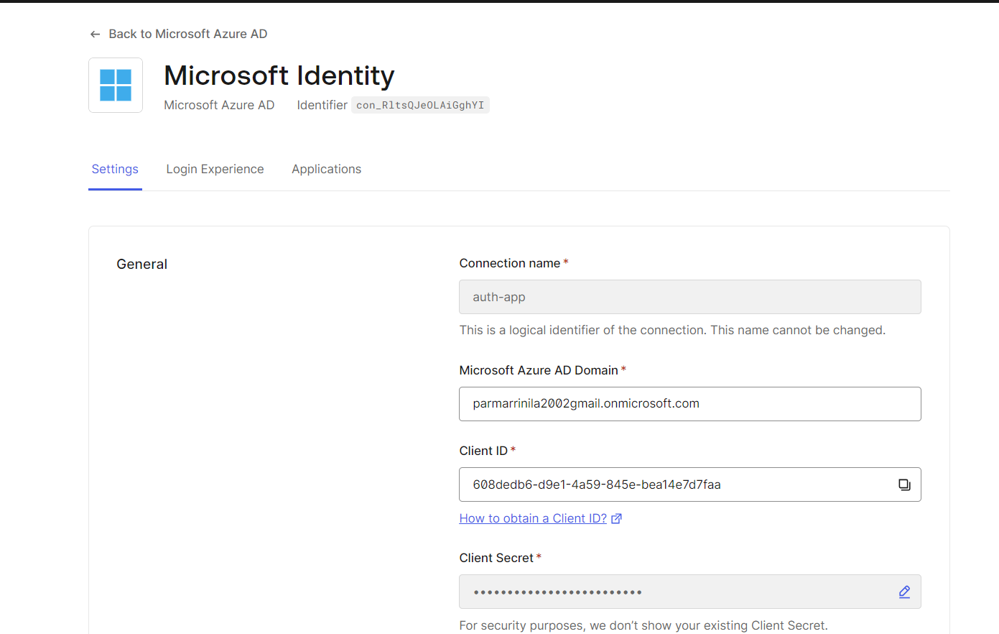 Back to Microsoft Azure AD
Microsoft Identity
Microsoft Azure AD Identifier con_RltsQJeOLAiGghYI
Settings Login Experience Applications
General
Connection name *
auth-app
This is a logical identifier of the connection. This name cannot be changed.
Microsoft Azure AD Domain *
parmarrinila2002gmail.onmicrosoft.com
Client ID *
608dedb6-d9e1-4a59-845e-bea14e7d7faa
How to obtain a Client ID?
Client Secret *
•••••••••••••••••••••••••
For security purposes, we don’t show your existing Client Secret.